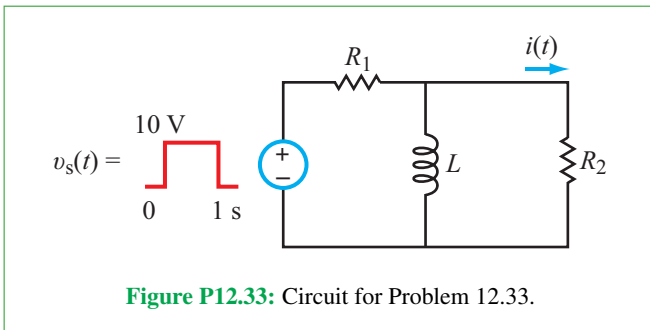 i(t)
R1
10 V
υs(t) =
+
−
L
R2
0 1 s
Figure P12.33: Circuit for Problem 12.33.